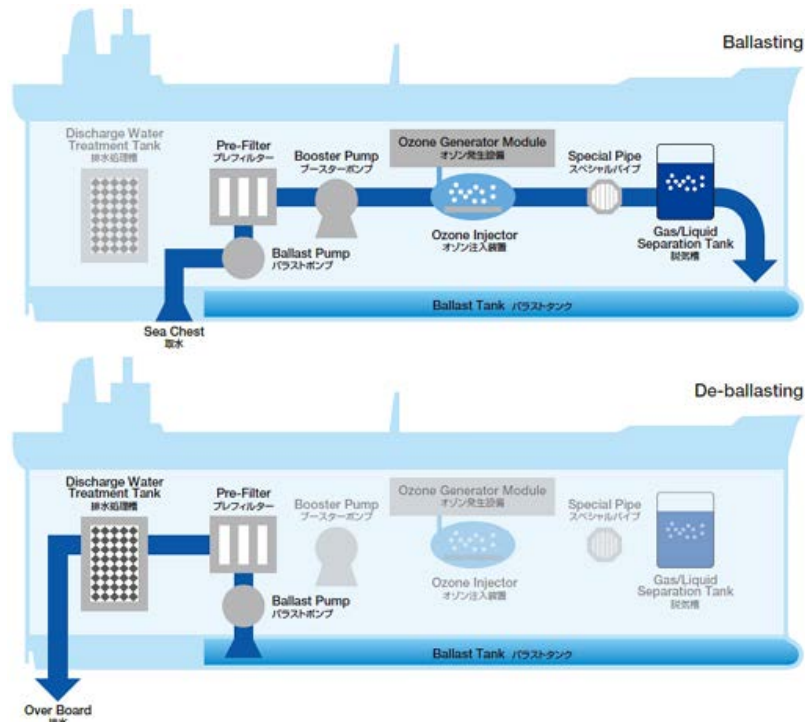 Ballasting
Discharge Water
Treatment Tank
排水処理槽
Pre-Filter
プレフィルター
Booster Pump
ブースターポンプ
Ozone Generator Module
オゾン発生設備
Special Pipe
スペシャルパイプ
Ozone Injector
オゾン注入装置
Gas/Liquid
Separation Tank
脱気槽
Ballast Pump
バラストポンプ
Ballast Tank バラストタンク
Sea Chest
取水
De-ballasting
Discharge Water
Treatment Tank
排水処理槽
Pre-Filter
プレフィルター
Booster Pump
ブースターポンプ
Ozone Generator Module
オゾン発生設備
Special Pipe
スペシャルパイプ
Ozone Injector
オゾン注入装置
Gas/Liquid
Separation Tank
脱気槽
Ballast Pump
バラストポンプ
Ballast Tank バラストタンク
Over Board